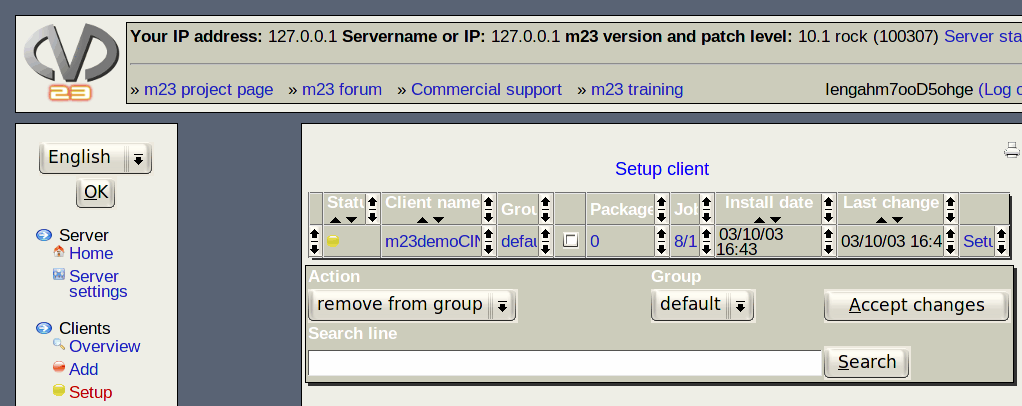 Your IP address: 127.0.0.1 Servername or IP: 127.0.0.1 m23 version and patch level: 10.1 rock (100307) Server sta
23
» m23 project page » m23 forum » Commercial support » m23 training Iengahm7ooD5ohge (Log o
English
OK
Server
Home
Server
settings
Clients
Overview
Add
Setup
Setup client
Statu Client name Grou Package Job Install date Last change
m23demoClN defau 0 8/1 03/10/03 16:43 03/10/03 16:4 Setu
Action Group
remove from group default Accept changes
Search line
Search